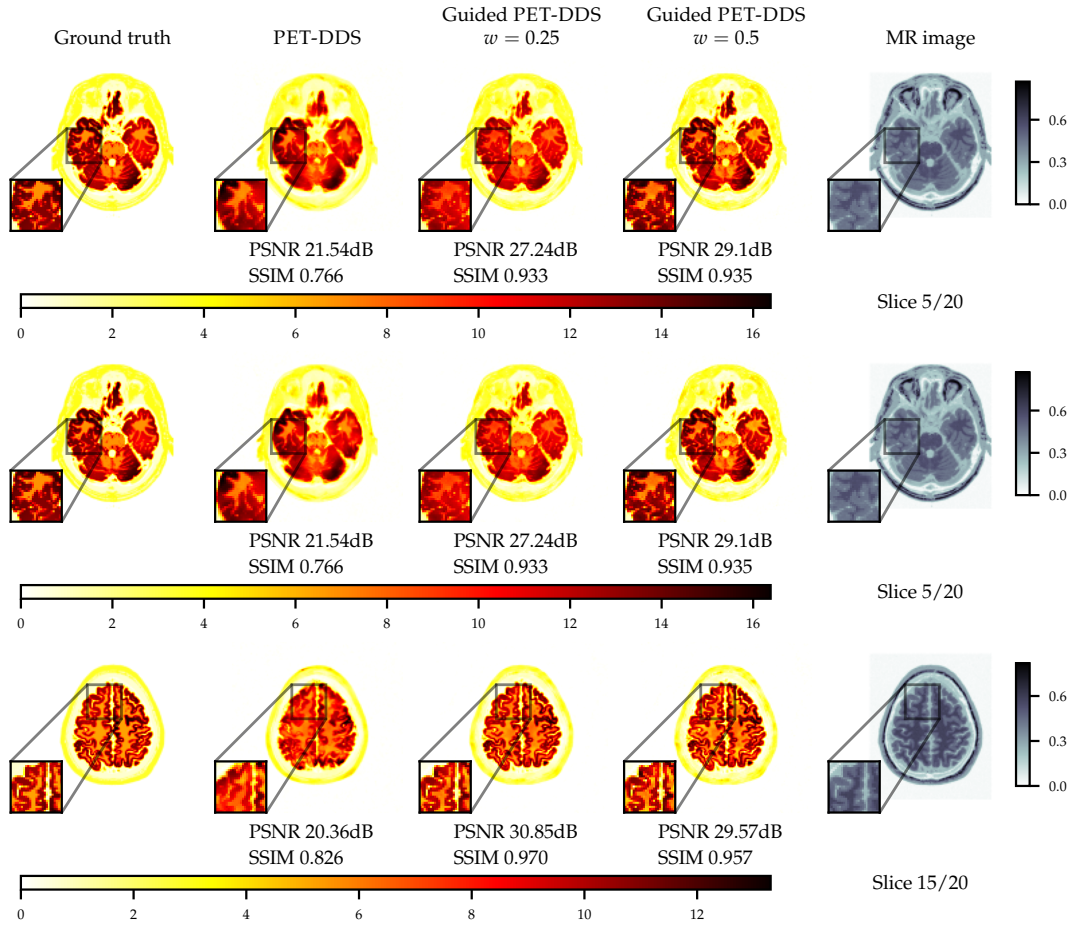 Ground truth
PET-DDS
Guided PET-DDS
w = 0.25
Guided PET-DDS
w = 0.5
MR image
0.6
0.3
0.0
PSNR 21.54dB
SSIM 0.766
PSNR 27.24dB
SSIM 0.933
PSNR 29.1dB
SSIM 0.935
0 2 4 6 8 10 12 14 16
Slice 5/20
0.6
0.3
0.0
PSNR 21.54dB
SSIM 0.766
PSNR 27.24dB
SSIM 0.933
PSNR 29.1dB
SSIM 0.935
0 2 4 6 8 10 12 14 16
Slice 5/20
0.6
0.3
0.0
PSNR 20.36dB
SSIM 0.826
PSNR 30.85dB
SSIM 0.970
PSNR 29.57dB
SSIM 0.957
0 2 4 6 8 10 12
Slice 15/20